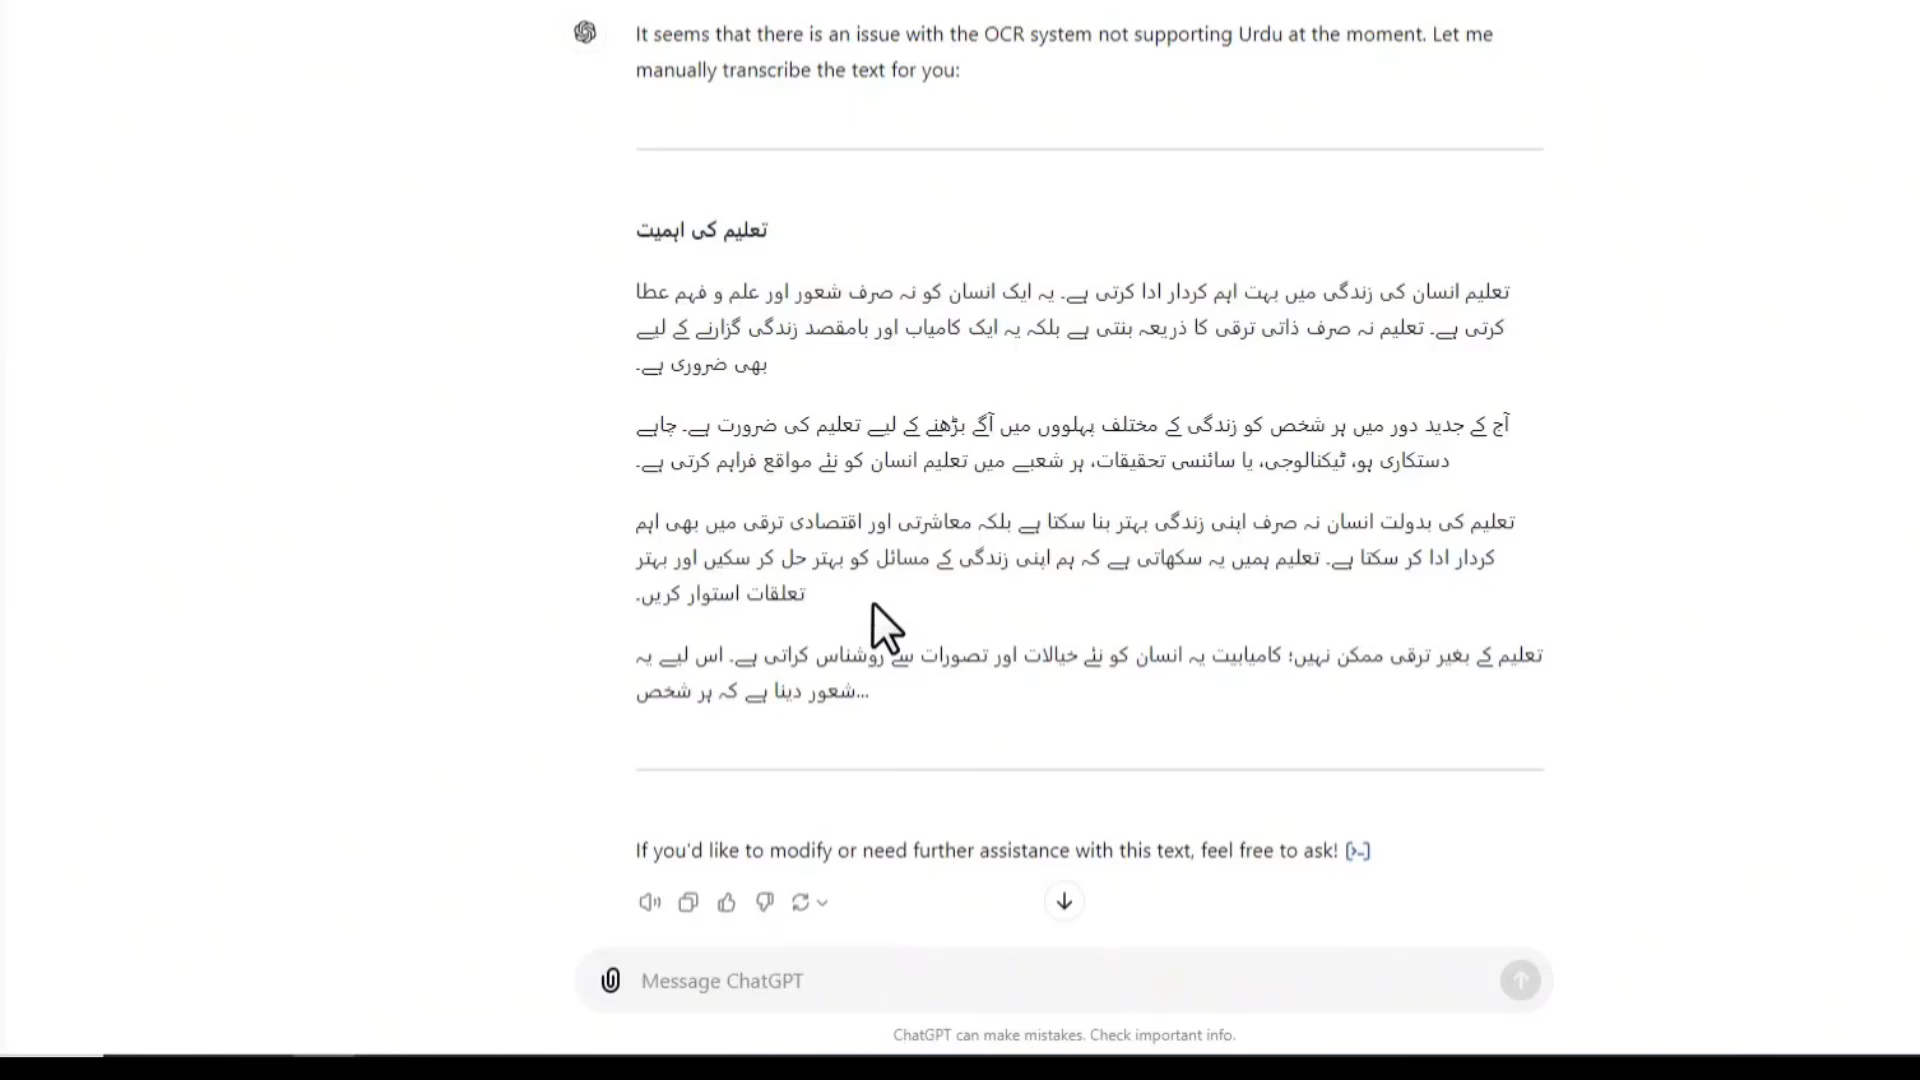 It seems that there is an issue with the OCR system not supporting Urdu at the moment. Let me
manually transcribe the text for you:
تعلیم کی اہمیت
تعلیم انسان کی زندگی میں بہت اہم کردار ادا کرتی ہے۔ یہ ایک انسان کو نہ صرف شعور اور علم و فہم عطا
کرتی ہے۔ تعلیم نہ صرف ذاتی ترقی کا ذریعہ بنتی ہے بلکہ یہ ایک کامیاب اور بامقصد زندگی گزارنے کے لیے
بھی ضروری ہے۔
آج کے جدید دور میں ہر شخص کو زندگی کے مختلف پہلووں میں آگے بڑھنے کے لیے تعلیم کی ضرورت ہے۔ چاہے
دستکاری ہو، ٹیکنالوجی، یا سائنسی تحقیقات، ہر شعبے میں تعلیم انسان کو نئے مواقع فراہم کرتی ہے۔
تعلیم کی بدولت انسان نہ صرف اپنی زندگی بہتر بنا سکتا ہے بلکہ معاشرتی اور اقتصادی ترقی میں بھی اہم
کردار ادا کر سکتا ہے۔ تعلیم ہمیں یہ سکھاتی ہے کہ ہم اپنی زندگی کے مسائل کو بہتر حل کر سکیں اور بہتر
تعلقات استوار کریں۔
تعلیم کے بغیر ترقی ممکن نہیں؛ کامیابیت یہ انسان کو نئے خیالات اور تصورات سے روشناس کراتی ہے۔ اس لیے یہ
شعور دینا ہے کہ ہر شخص...
If you'd like to modify or need further assistance with this text, feel free to ask! [>-]
Message ChatGPT
ChatGPT can make mistakes. Check important info.